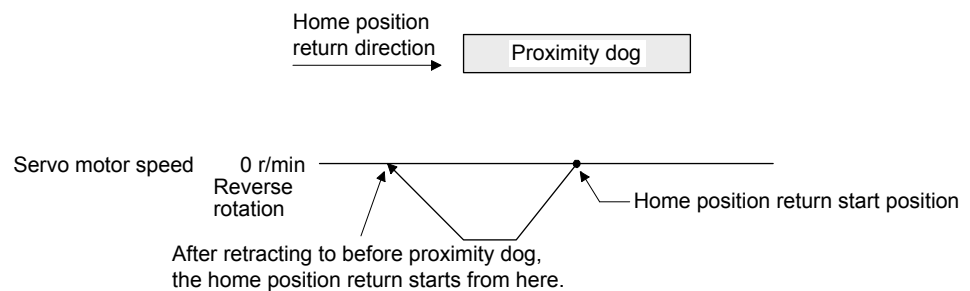 Home position
return direction
Proximity dog
Servo motor speed 0 r/min
Reverse
rotation
Home position return start position
After retracting to before proximity dog,
the home position return starts from here.